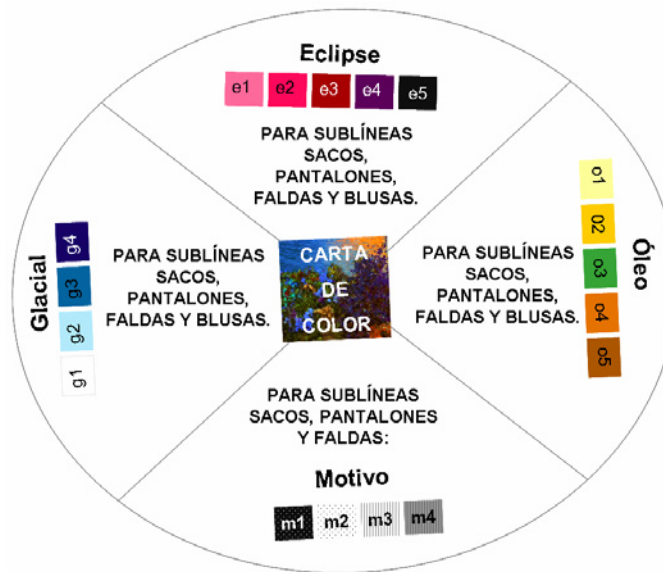 Eclipse
e1 e2 e3 e4 e5
PARA SUBLÍNEAS
SACOS,
PANTALONES,
FALDAS Y BLUSAS.
Glacial
g4
g3
g2
g1
PARA SUBLÍNEAS
SACOS,
PANTALONES,
FALDAS Y BLUSAS.
CARTA
DE
COLOR
PARA SUBLÍNEAS
SACOS,
PANTALONES,
FALDAS Y BLUSAS.
Óleo
o1
02
o3
o4
o5
PARA SUBLÍNEAS
SACOS, PANTALONES
Y FALDAS:
Motivo
m1 m2 m3 m4